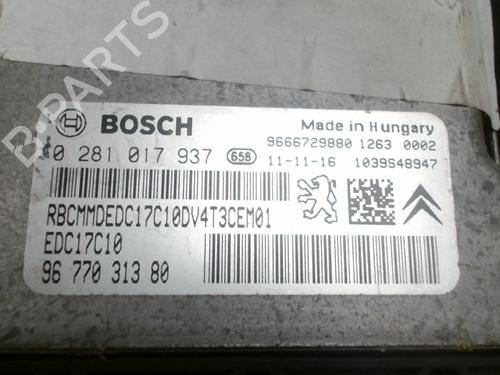 B-PARTS
BOSCH
Made in Hungary
9666729880 1263 0002
0 281 017 937 658 11-11-16 1039S48947
RBCMMDEDC17C10DV4T3CEM01
EDC17C10
96 770 313 80